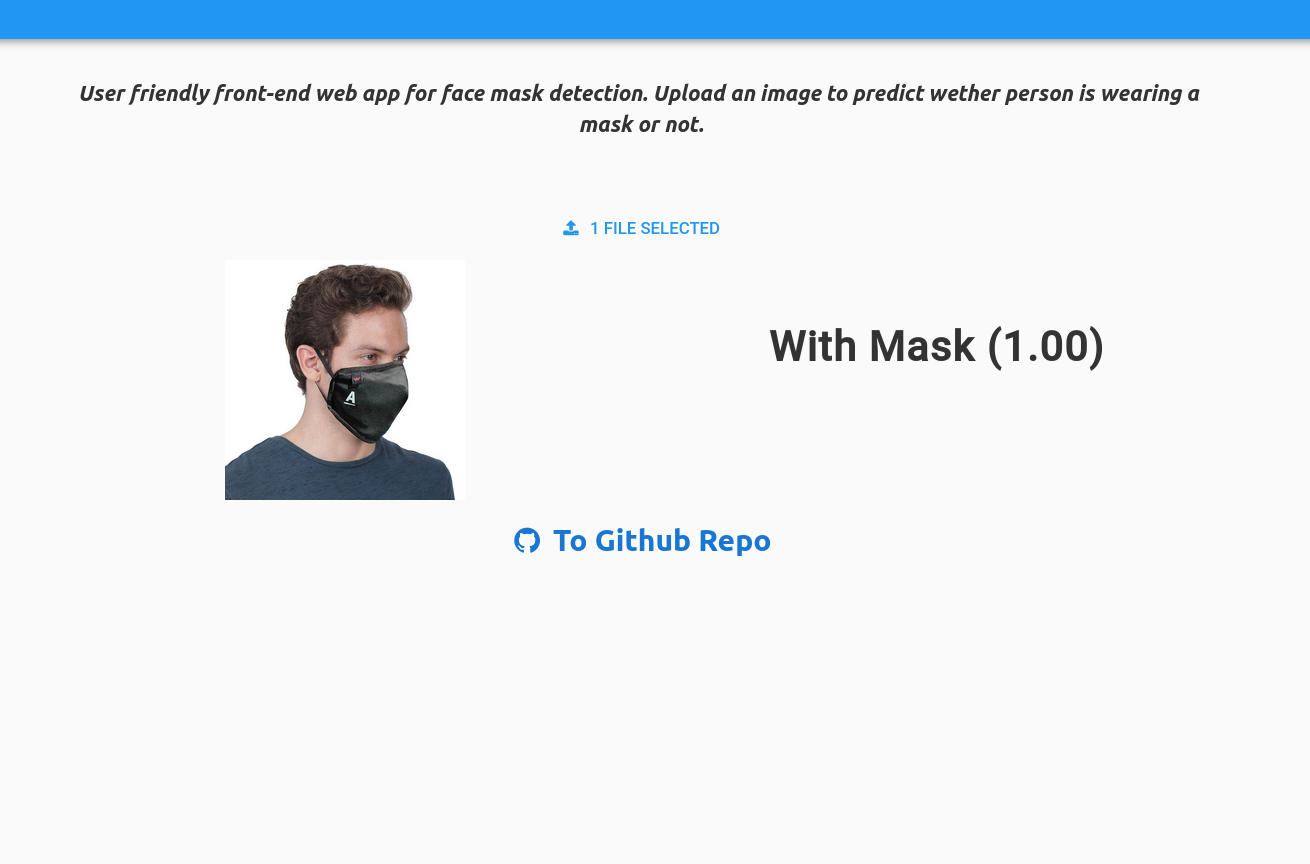 User friendly front-end web app for face mask detection. Upload an image to predict wether person is wearing a
mask or not.
1 FILE SELECTED
With Mask (1.00)
A
To Github Repo